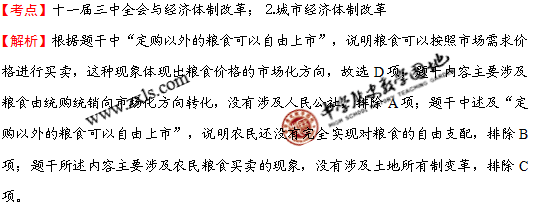 【考点】十一届三中全会与经济体制改革； 2.城市经济体制改革
【解析】根据题干中“定购以外的粮食可以自由上市”，说明粮食可以按照市场需求价
格进行买卖，这种现象体现出粮食价格的市场化方向，故选 D 项；题干内容主要涉及
粮食由统购统销向市场化方向转化，没有涉及人民公社，排除 A 项；题干中述及“定
购以外的粮食可以自由上市”，说明农民还没有完全实现对粮食的自由支配，排除 B
项；题干所述内容主要涉及农民粮食买卖的现象，没有涉及土地所有制变革，排除 C
项。